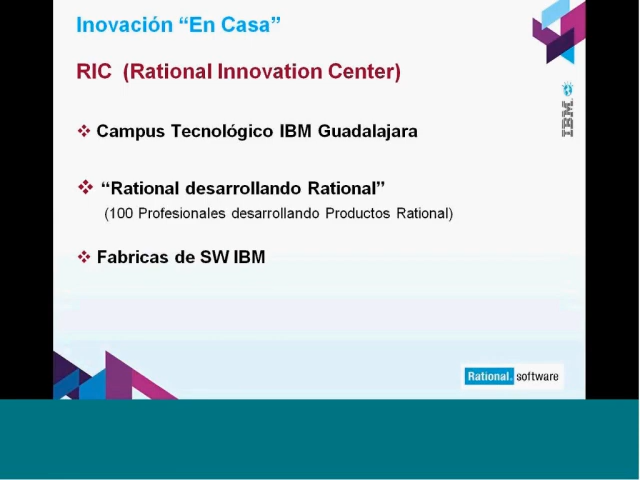 Inovación “En Casa”
RIC (Rational Innovation Center)
Campus Tecnológico IBM Guadalajara
“Rational desarrollando Rational”
(100 Profesionales desarrollando Productos Rational)
Fabricas de SW IBM
IBM
Rational. software